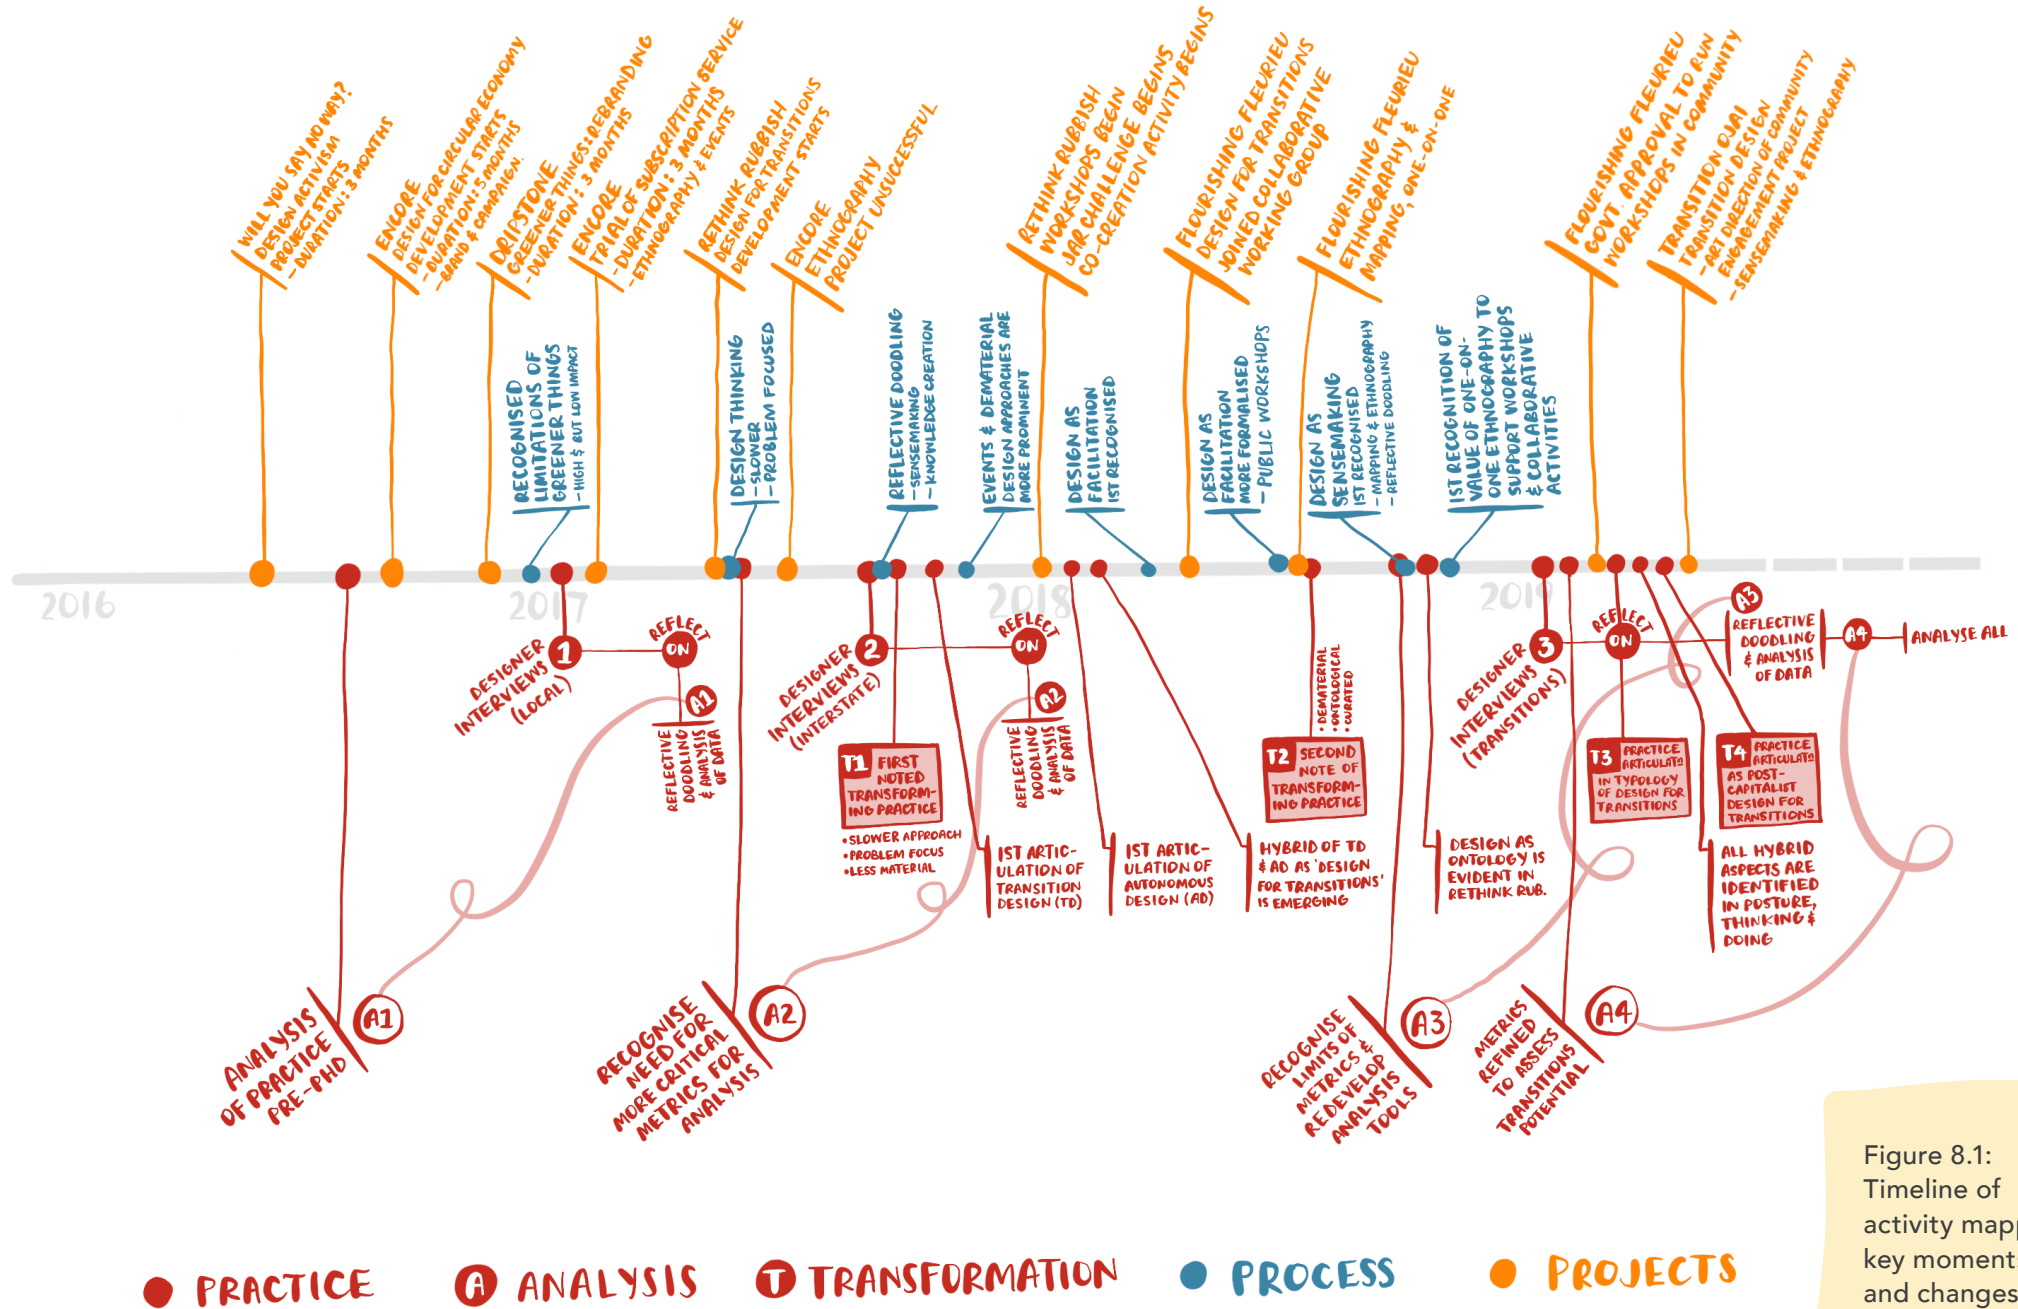 WILL YOU SAY NO WAY?
DESIGN ACTIVISM
PROJECT STARTS
- DURATION: 3 MONTHS
ENCORE
DESIGN FOR CIRCULAR ECONOMY
DEVELOPMENT STARTS
- DURATION: 5 MONTHS
- BRAND & CAMPAIGN.
DRIFSTONE
GREENER THINGS: REBRANDING
- DURATION: 3 MONTHS
ENCORE
TRIAL OF SUBSCRIPTION SERVICE
- DURATION: 3 MONTHS
- ETHNOGRAPHY & EVENTS
RETHINK RUBBISH
DESIGN FOR TRANSITIONS
DEVELOPMENT STARTS
ENCORE
ETHNOGRAPHY
PROJECT UNSUCCESSFUL
RETHINK RUBBISH
WORKSHOPS BEGIN
JAR CHALLENGE BEGINS
CO-CREATION ACTIVITY BEGINS
FLOURISHING FLEURIEU
DESIGN FOR TRANSITIONS
JOINED COLLABORATIVE
WORKING GROUP
FLOURISHING FLEURIEU
ETHNOGRAPHY &
MAPPING, ONE-ON-ONE
FLOURISHING FLEURIEU
GOVT. APPROVAL TO RUN
WORKSHOPS IN COMMUNITY
TRANSITION OJAI
TRANSITION DESIGN
- ART DIRECTION OF COMMUNITY
ENGAGEMENT PROJECT
- SENSEMAKING & ETHNOGRAPHY
RECOGNISED
LIMITATIONS OF
GREENER THINGS
- HIGH $ BUT LOW IMPACT
DESIGN THINKING
- SLOWER
- PROBLEM FOCUSED
REFLECTIVE DOODLING
- SENSEMAKING
- KNOWLEDGE CREATION
EVENTS & DEMATERIAL
DESIGN APPROACHES ARE
MORE PROMINENT
DESIGN AS
FACILITATION
1ST RECOGNISED
DESIGN AS
FACILITATION
MORE FORMALISED
- PUBLIC WORKSHOPS
DESIGN AS
SENSEMAKING
1ST RECOGNISED
- MAPPING & ETHNOGRAPHY
- REFLECTIVE DOODLING
1ST RECOGNITION OF
VALUE OF ONE-ON-
ONE ETHNOGRAPHY TO
SUPPORT WORKSHOPS
& COLLABORATIVE
ACTIVITIES
2016
2017
2018
2019
DESIGNER
INTERVIEWS
(LOCAL)
1
REFLECT
ON
A1
REFLECTIVE
DOODLING
& ANALYSIS
OF DATA
DESIGNER
INTERVIEWS
(INTERSTATE)
2
REFLECT
ON
A2
REFLECTIVE
DOODLING
& ANALYSIS
OF DATA
T1 FIRST
NOTED
TRANSFORM-
ING PRACTICE
• SLOWER APPROACH
• PROBLEM FOCUS
• LESS MATERIAL
1ST ARTIC-
ULATION OF
TRANSITION
DESIGN (TD)
1ST ARTIC-
ULATION OF
AUTONOMOUS
DESIGN (AD)
HYBRID OF TD
& AD AS 'DESIGN
FOR TRANSITIONS'
IS EMERGING
• DEMATERIAL
• ONTOLOGICAL
• CURATED
T2 SECOND
NOTE OF
TRANSFORM-
ING PRACTICE
DESIGN AS
ONTOLOGY IS
EVIDENT IN
RETHINK RUB.
DESIGNER
INTERVIEWS
(TRANSITIONS)
3
REFLECT
ON
A3
REFLECTIVE
DOODLING
& ANALYSIS
OF DATA
A4
ANALYSE ALL
T3 PRACTICE
ARTICULATN
IN TYPOLOGY
OF DESIGN FOR
TRANSITIONS
T4 PRACTICE
ARTICULATN
AS POST-
CAPITALIST
DESIGN FOR
TRANSITIONS
ALL HYBRID
ASPECTS ARE
IDENTIFIED
IN POSTURE,
THINKING &
DOING
ANALYSIS
OF PRACTICE
PRE-PHD
A1
RECOGNISE
NEED FOR
MORE CRITICAL
METRICS FOR
ANALYSIS
A2
RECOGNISE
LIMITS OF
METRICS &
REDEVELOP
ANALYSIS
TOOLS
A3
METRICS
REFINED
TO ASSESS
TRANSITIONS
POTENTIAL
A4
PRACTICE
A ANALYSIS
T TRANSFORMATION
PROCESS
PROJECTS
Figure 8.1:
Timeline of
activity map
key moment
and changes